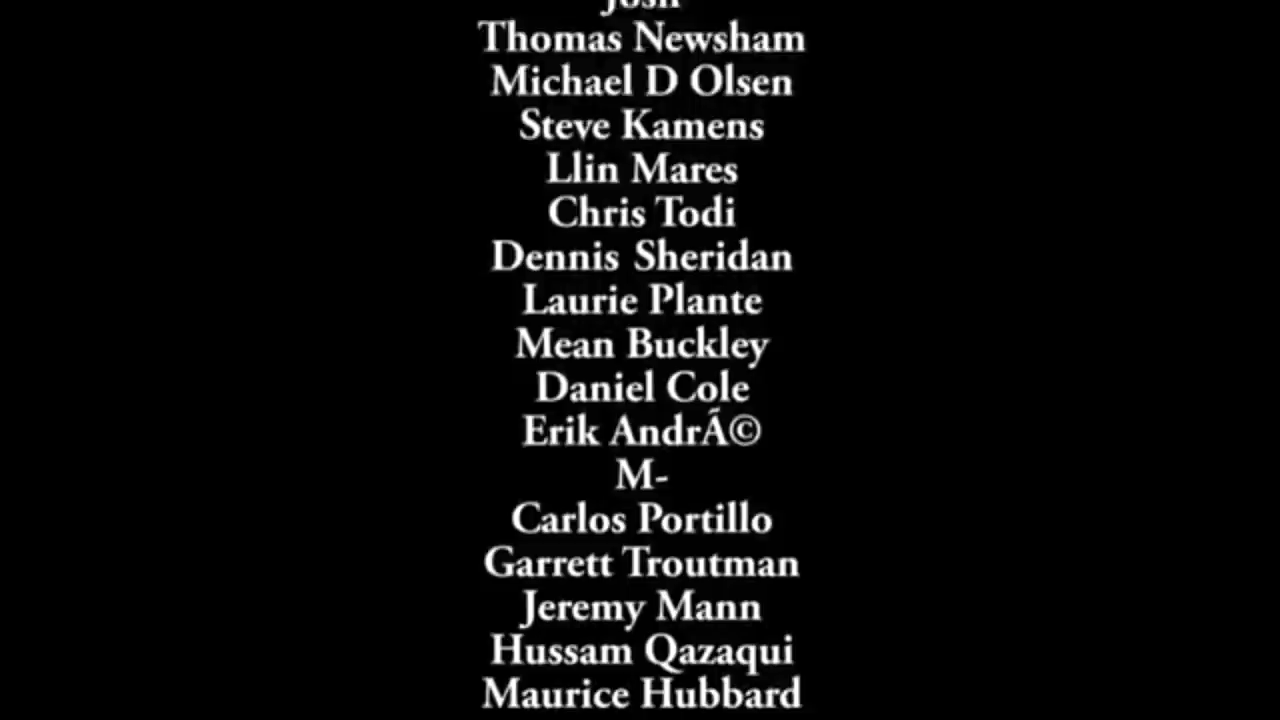 Josh
Thomas Newsham
Michael D Olsen
Steve Kamens
Llin Mares
Chris Todi
Dennis Sheridan
Laurie Plante
Mean Buckley
Daniel Cole
Erik AndrÃ©
M-
Carlos Portillo
Garrett Troutman
Jeremy Mann
Hussam Qazaqui
Maurice Hubbard